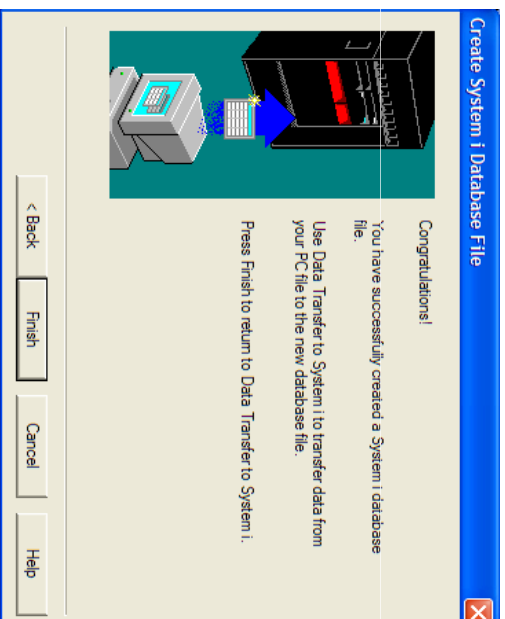 Create System i Database File
Congratulations!
You have successfully created a System i database
file.
Use Data Transfer to System i to transfer data from
your PC file to the new database file.
Press Finish to return to Data Transfer to System i.
< Back
Finish
Cancel
Help